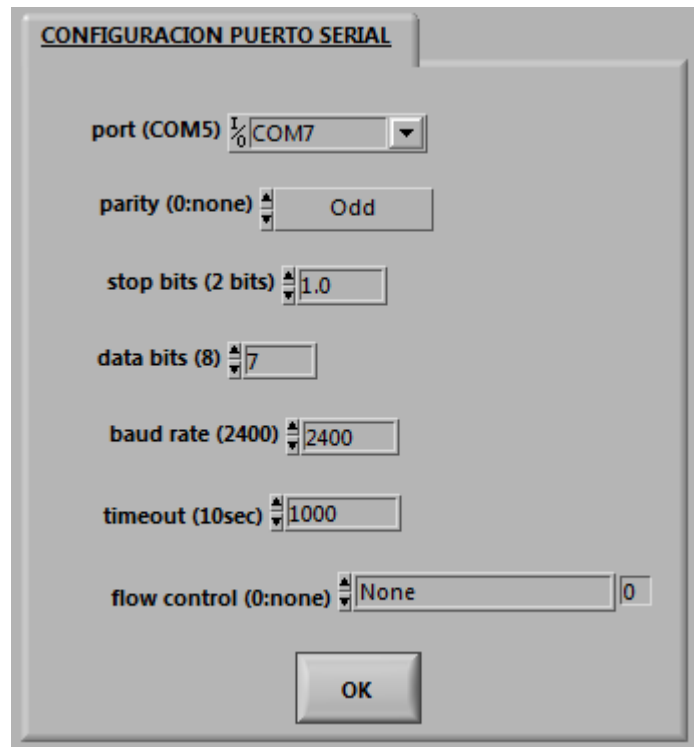 CONFIGURACION PUERTO SERIAL
port (COM5) I/O COM7
parity (0:none) Odd
stop bits (2 bits) 1.0
data bits (8) 7
baud rate (2400) 2400
timeout (10sec) 1000
flow control (0:none) None 0
OK